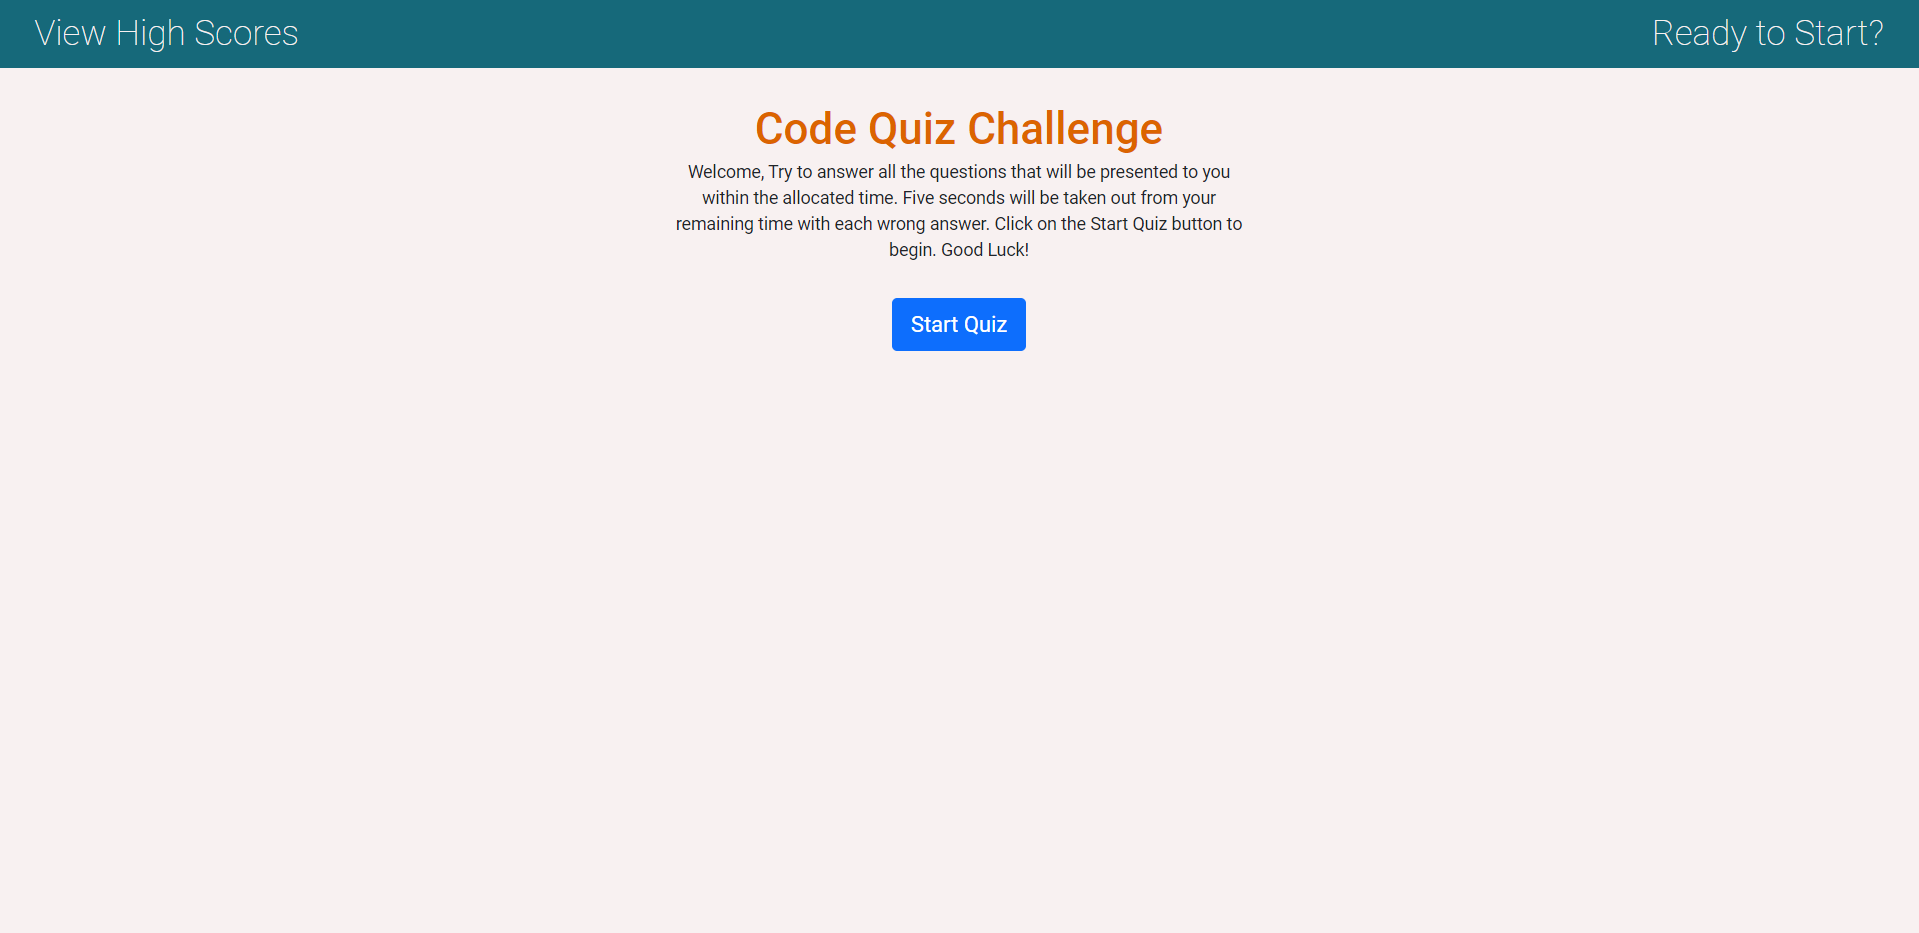 View High Scores
Ready to Start?
Code Quiz Challenge
Welcome, Try to answer all the questions that will be presented to you
within the allocated time. Five seconds will be taken out from your
remaining time with each wrong answer. Click on the Start Quiz button to
begin. Good Luck!
Start Quiz